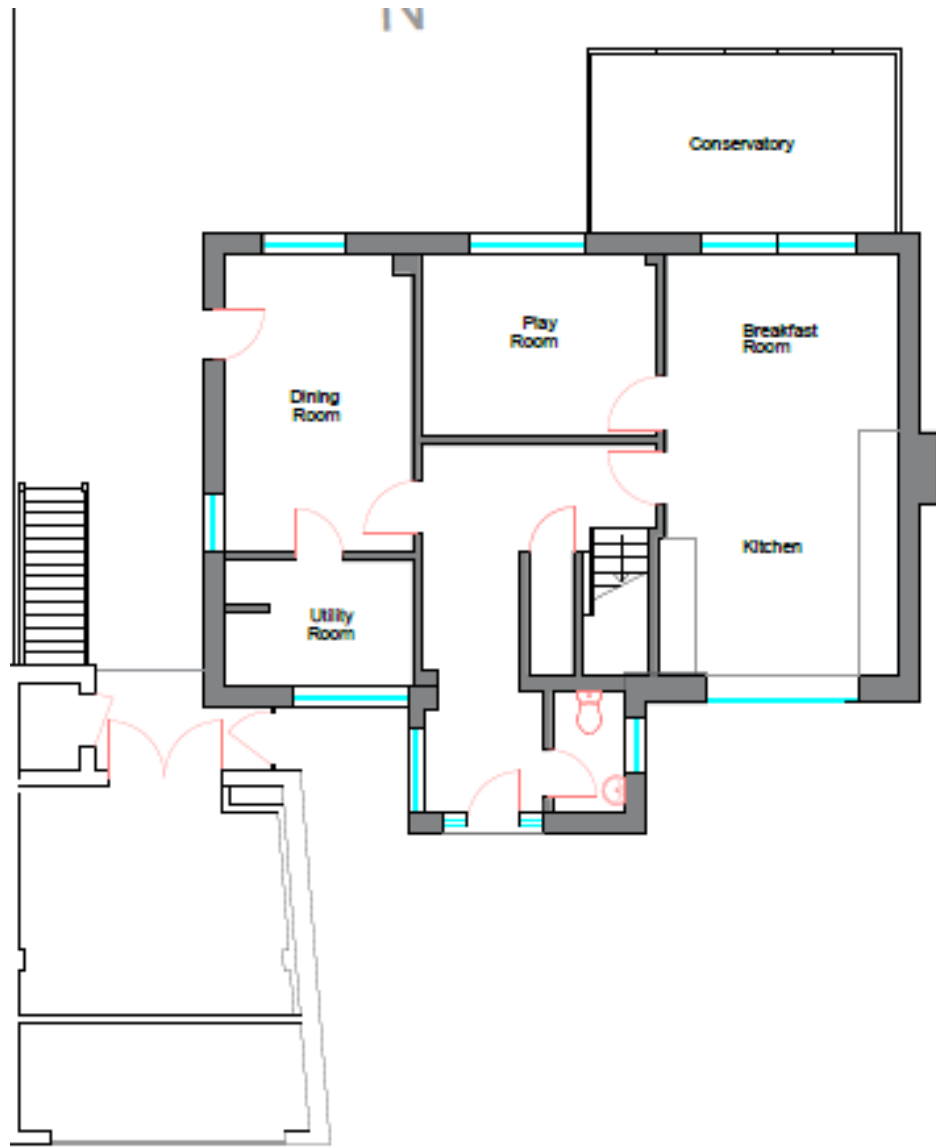 N
Conservatory
Play
Room
Breakfast
Room
Dining
Room
Kitchen
Utility
Room